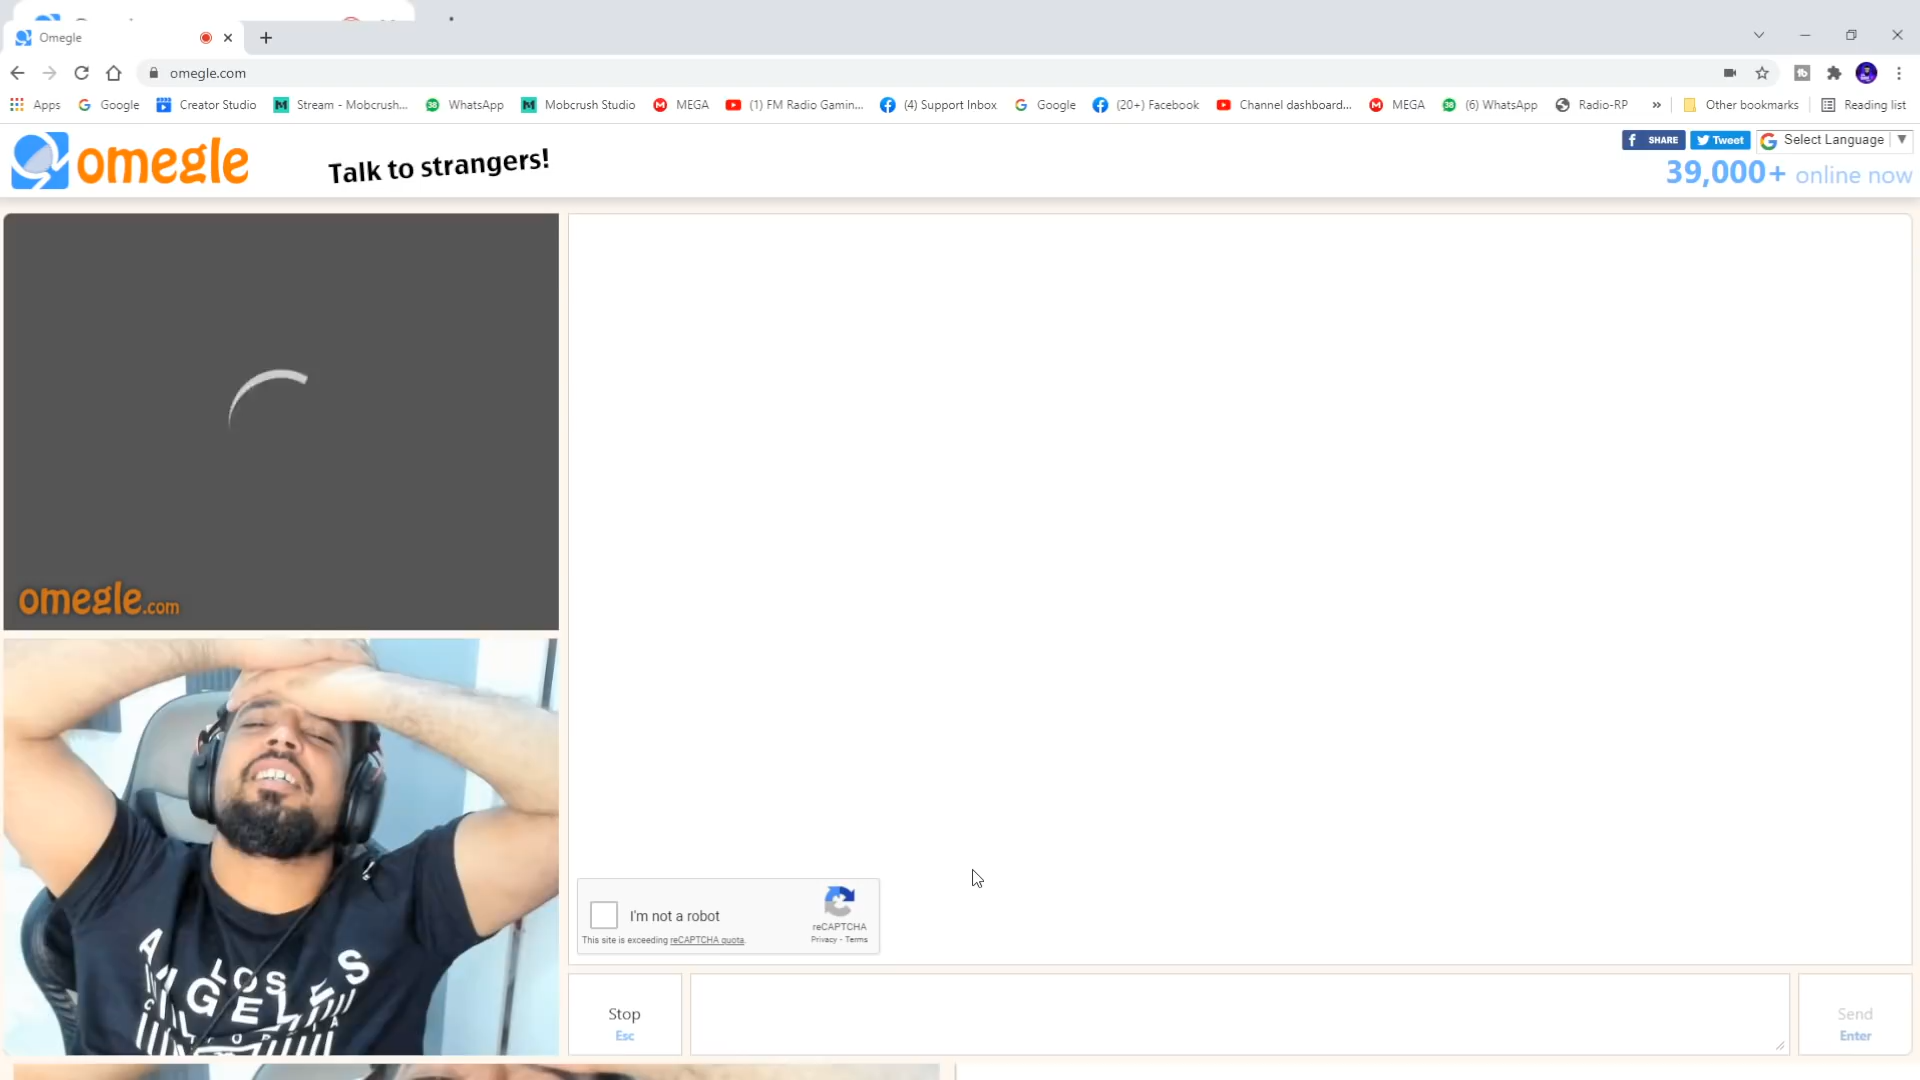 Omegle
omegle.com
Apps
Google
Creator Studio
Stream - Mobcrush...
WhatsApp
Mobcrush Studio
MEGA
(1) FM Radio Gamin...
(4) Support Inbox
Google
(20+) Facebook
Channel dashboard...
MEGA
(6) WhatsApp
Radio-RP
»
Other bookmarks
Reading list
omegle
Talk to strangers!
SHARE
Tweet
Select Language
39,000+ online now
omegle.com
I'm not a robot
reCAPTCHA
This site is exceeding reCAPTCHA quota.
Privacy - Terms
LOS
ANGELES
Stop
Esc
Send
Enter